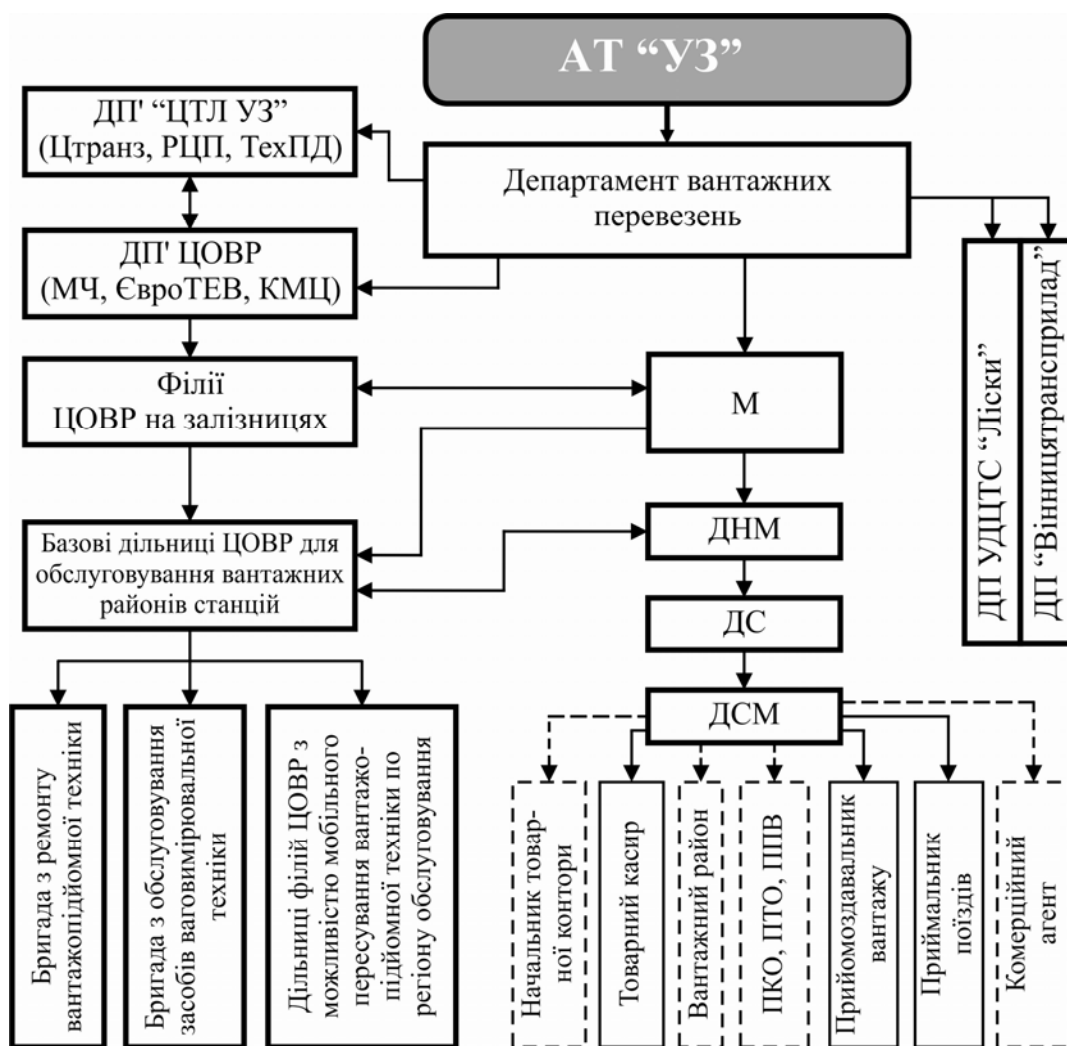 АТ “УЗ”
ДП' “ЦТЛ УЗ”
(Цтранз, РЦП, ТехПД)
Департамент вантажних
перевезень
ДП' ЦОВР
(МЧ, ЄвроТЕВ, КМЦ)
ДП УДЦТС “Ліски”
ДП “Вінницятрансприлад”
Філії
ЦОВР на залізницях
М
Базові дільниці ЦОВР для
обслуговування вантажних
районів станцій
ДНМ
ДС
ДСМ
Бригада з ремонту
вантажопідйомної техніки
Бригада з обслуговування
засобів ваговимірювальної
техніки
Дільниці філій ЦОВР з
можливістю мобільного
пересування вантажо-
підйомної техніки по
регіону обслуговування
Начальник товар-
ної контори
Товарний касир
Вантажний район
ПКО, ПТО, ППВ
Прийомоздавальник
вантажу
Приймальник
поїздів
Комерційний
агент